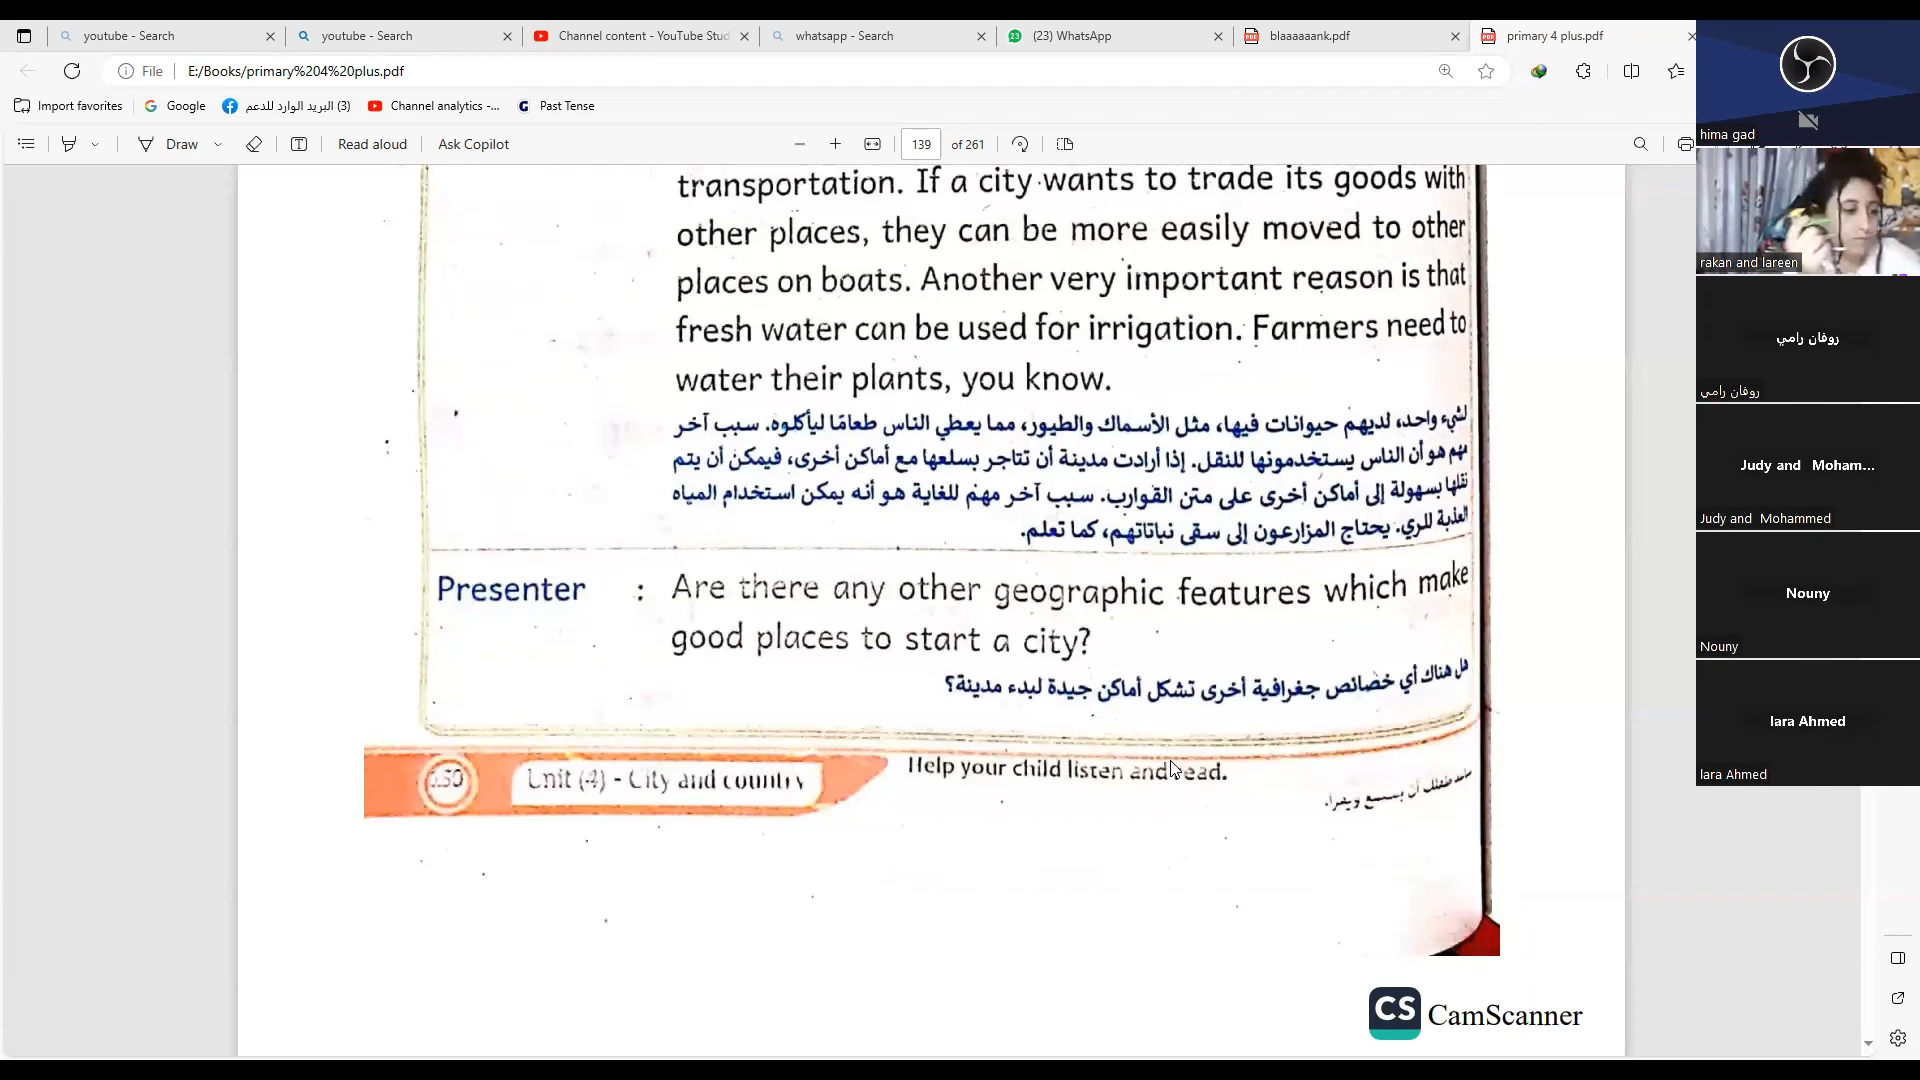 youtube - Search
youtube - Search
Channel content - YouTube Stud
whatsapp - Search
(23) WhatsApp
blaaaaaank.pdf
primary 4 plus.pdf
File
E:/Books/primary%204%20plus.pdf
Import favorites
Google
(3) البريد الوارد للدعم
Channel analytics -...
Past Tense
Draw
Read aloud
Ask Copilot
139 of 261
transportation. If a city wants to trade its goods with
other places, they can be more easily moved to other
places on boats. Another very important reason is that
fresh water can be used for irrigation. Farmers need to
water their plants, you know.
لشيء واحد، لديهم حيوانات فيها، مثل الأسماك والطيور، مما يعطي الناس طعامًا ليأكلوه. سبب آخر
مهم هو أن الناس يستخدمونها للنقل. إذا أرادت مدينة أن تتاجر بسلعها مع أماكن أخرى، فيمكن أن يتم
نقلها بسهولة إلى أماكن أخرى على متن القوارب. سبب آخر مهم للغاية هو أنه يمكن استخدام المياه
العذبة للري. يحتاج المزارعون إلى سقى نباتاتهم، كما تعلم.
Presenter : Are there any other geographic features which make
good places to start a city?
هل هناك أي خصائص جغرافية أخرى تشكل أماكن جيدة لبدء مدينة؟
Unit (4) - City and country
Help your child listen and read.
ساعد طفلك أن يستمع ويقرأ.
CS CamScanner
hima gad
rakan and lareen
روفان رامي
روفان رامي
Judy and Moham...
Judy and Mohammed
Nouny
Nouny
lara Ahmed
lara Ahmed